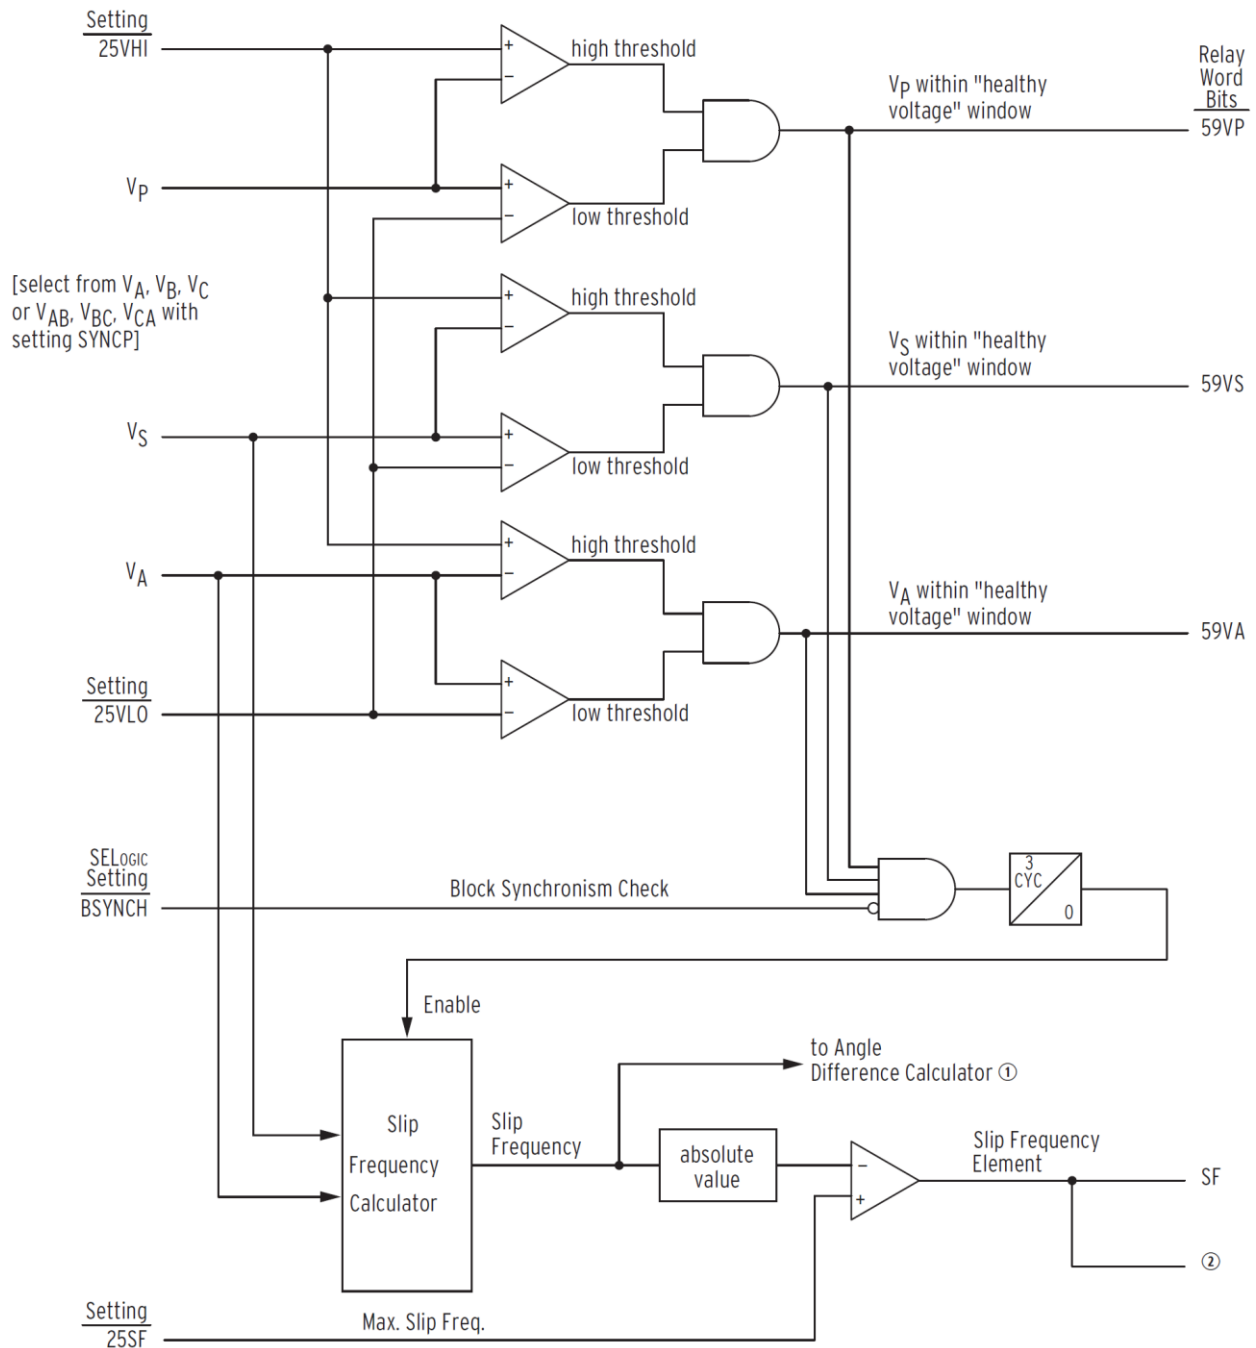 Setting
25VHI
+
−
high threshold
VP within "healthy
voltage" window
Relay
Word
Bits
59VP
VP
+
−
low threshold
[select from VA, VB, VC
or VAB, VBC, VCA with
setting SYNCP]
+
−
high threshold
VS within "healthy
voltage" window
59VS
VS
+
−
low threshold
+
−
high threshold
VA
VA within "healthy
voltage" window
59VA
Setting
25VLO
+
−
low threshold
SELOGIC
Setting
BSYNCH
Block Synchronism Check
3
CYC
0
Enable
to Angle
Difference Calculator ①
Slip
Frequency
Calculator
Slip
Frequency
absolute
value
−
+
Slip Frequency
Element
SF
②
Setting
25SF
Max. Slip Freq.